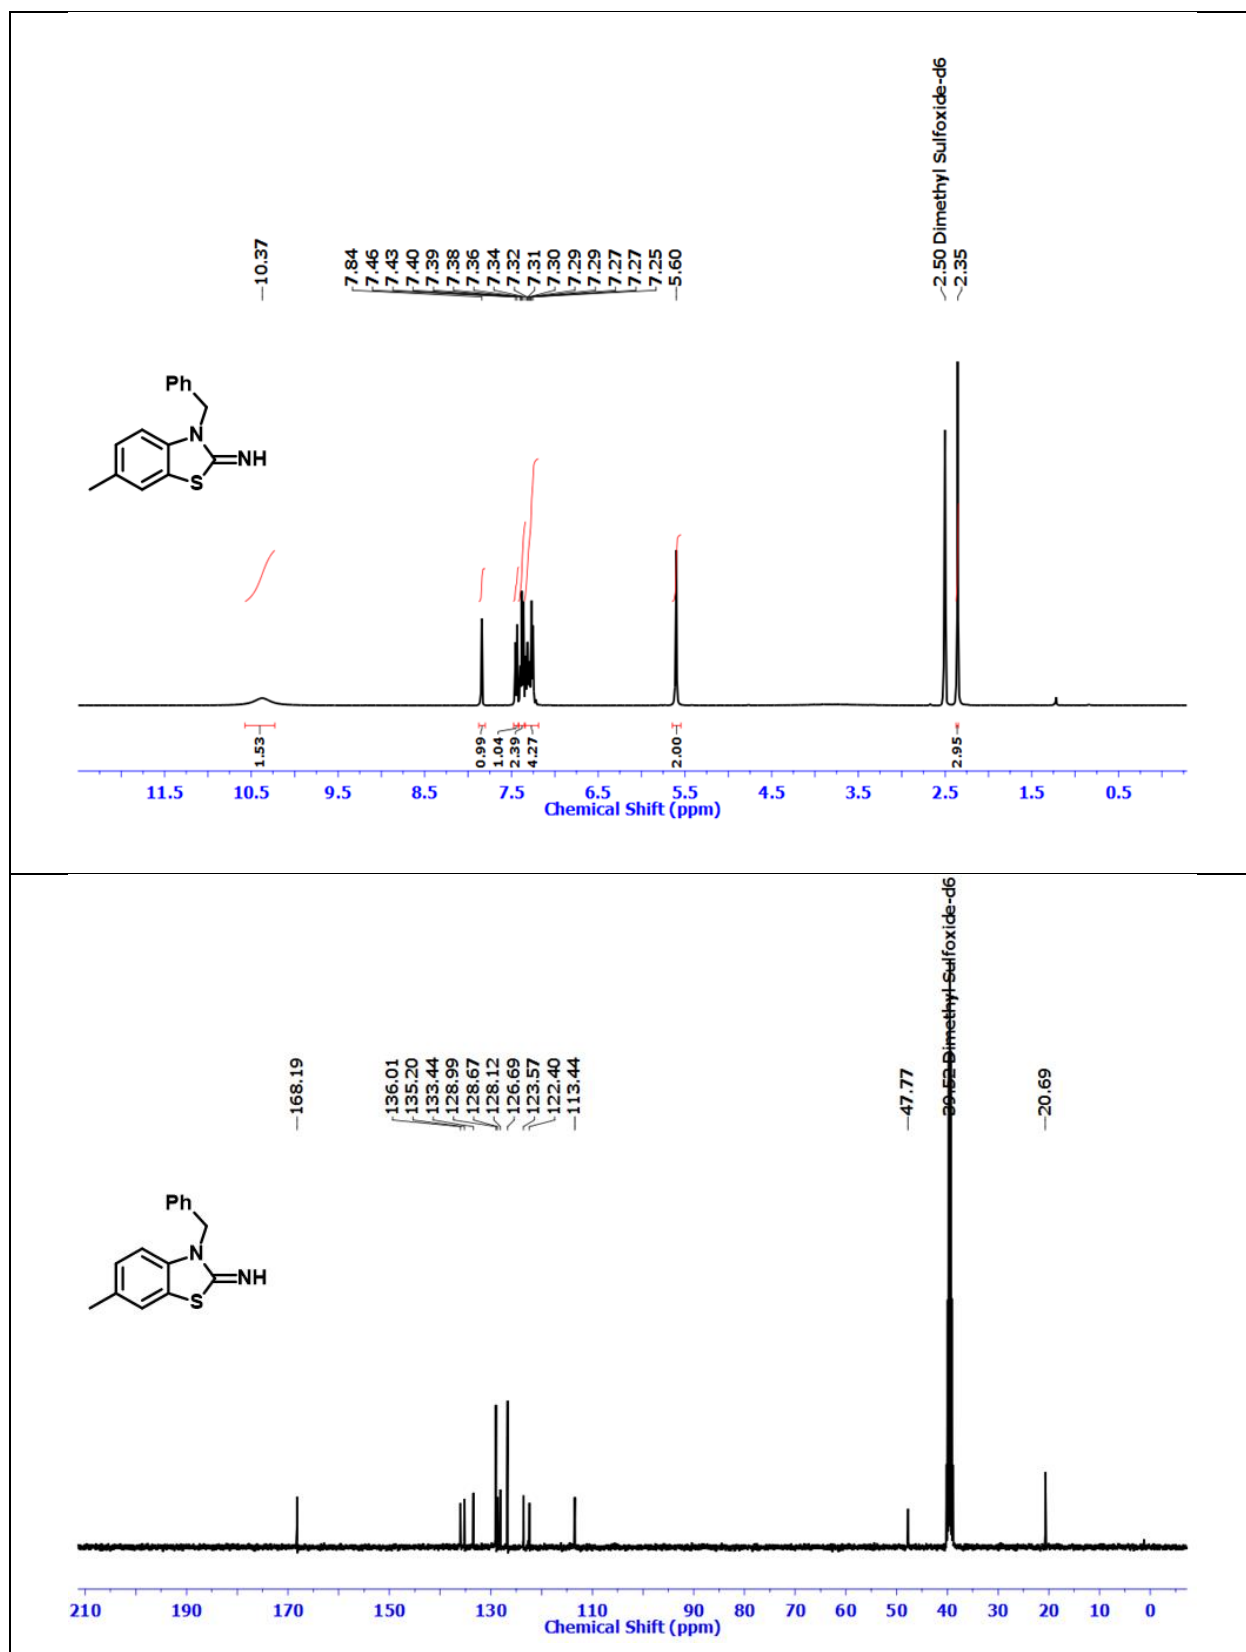 2.50 Dimethyl Sulfoxide-d6
2.35
10.37
7.84
7.46
7.43
7.40
7.39
7.38
7.36
7.34
7.32
7.31
7.30
7.29
7.29
7.27
7.27
7.25
5.60
Ph
N
NH
S
1.53
0.99
1.04
2.39
4.27
2.00
2.95
11.5 10.5 9.5 8.5 7.5 6.5 5.5 4.5 3.5 2.5 1.5 0.5
Chemical Shift (ppm)
39.52 Dimethyl Sulfoxide-d6
168.19
136.01
135.20
133.44
128.99
128.67
128.12
126.69
123.57
122.40
113.44
47.77
20.69
Ph
N
NH
S
210 190 170 150 130 110 90 80 70 60 50 40 30 20 10 0
Chemical Shift (ppm)